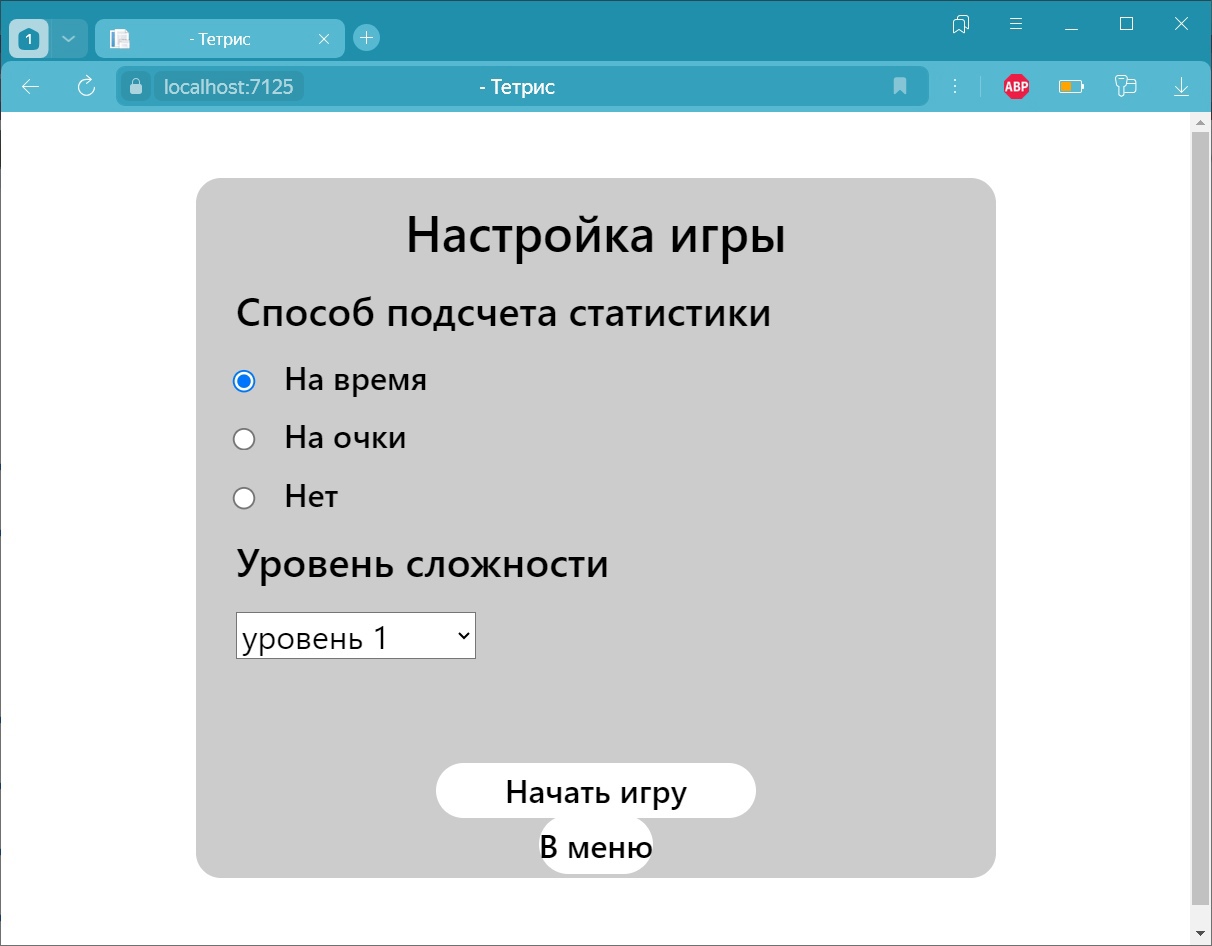 1
- Тетрис
localhost:7125
- Тетрис
ABP
Настройка игры
Способ подсчета статистики
На время
На очки
Нет
Уровень сложности
уровень 1
Начать игру
В меню